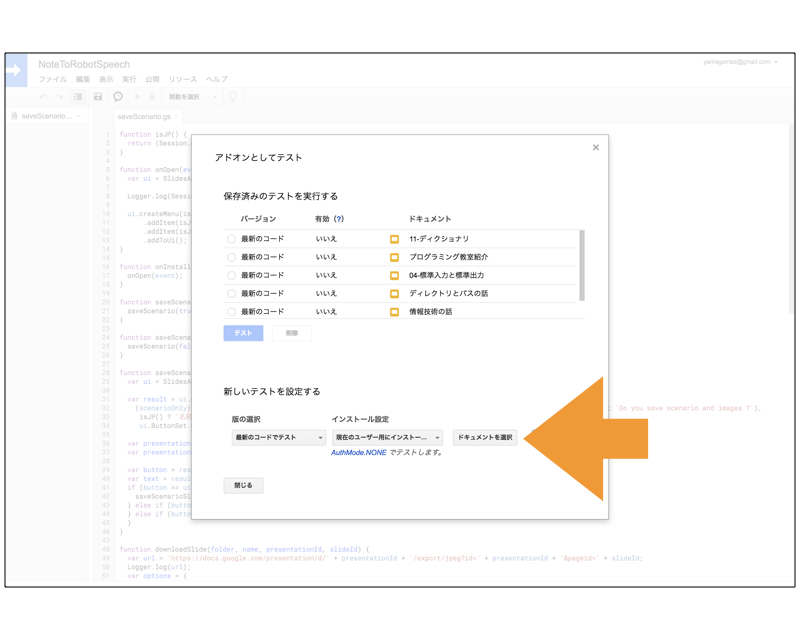 NoteToRobotSpeech
yamagamaz@gmail.com
ファイル 編集 表示 実行 公開 リソース ヘルプ
関数を選択
saveScenario...
saveScenario.gs
1 function isJP() {
2 return (Session.
3 }
4
5 function onOpen(eve
6 var ui = SlidesA
7
8 Logger.log(Sessi
9
10 ui.createMenu(is
11 .addItem(isJ
12 .addItem(isJ
13 .addToUi();
14 }
15
16 function onInstall
17 onOpen(event);
18 }
19
20 function saveScena
21 saveScenario(tru
22 }
23
24 function saveScena
25 saveScenario(fal
26 }
27
28 function saveScena
29 var ui = SlidesA
30
31 var result = ui.
32 (scenarioOnly)
33 isJP() ? '名前
34 ui.ButtonSet.
35
36 var presentation
37 var presentation
38
39 var button = res
40 var text = resul
41 if (button == ui
42 saveScenarioSl
43 } else if (butto
44 } else if (butto
45 }
46 }
47
48 function downloadSlide(folder, name, presentationId, slideId) {
49 var url = 'https://docs.google.com/presentation/d/' + presentationId + '/export/jpeg?id=' + presentationId + '&pageid=' + slideId;
50 Logger.log(url);
51 var options = {
'Do you save scenario and images ?'),
アドオンとしてテスト
保存済みのテストを実行する
バージョン 有効 (?) ドキュメント
最新のコード いいえ 11-ディクショナリ
最新のコード いいえ プログラミング教室紹介
最新のコード いいえ 04-標準入力と標準出力
最新のコード いいえ ディレクトリとパスの話
最新のコード いいえ 情報技術の話
テスト 削除
新しいテストを設定する
版の選択 インストール設定
最新のコードでテスト 現在のユーザー用にインストー... ドキュメントを選択
AuthMode.NONE でテストします。
閉じる